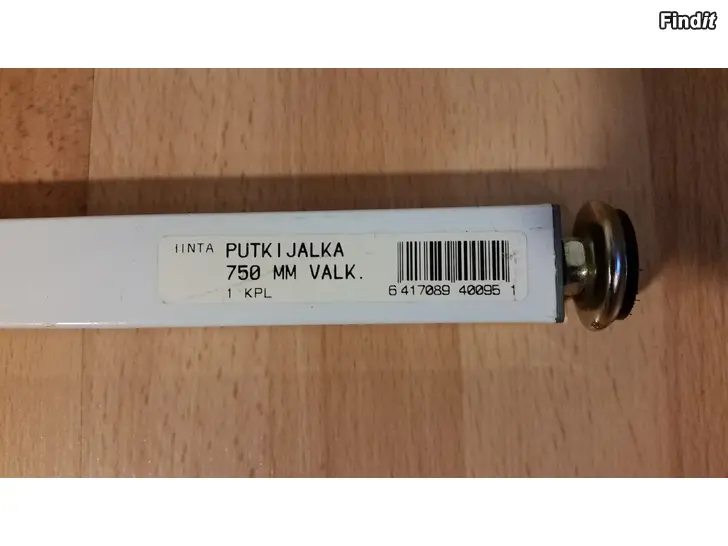 Findit
IINTA PUTKIJALKA
750 MM VALK.
1 KPL
6 417089 40095 1